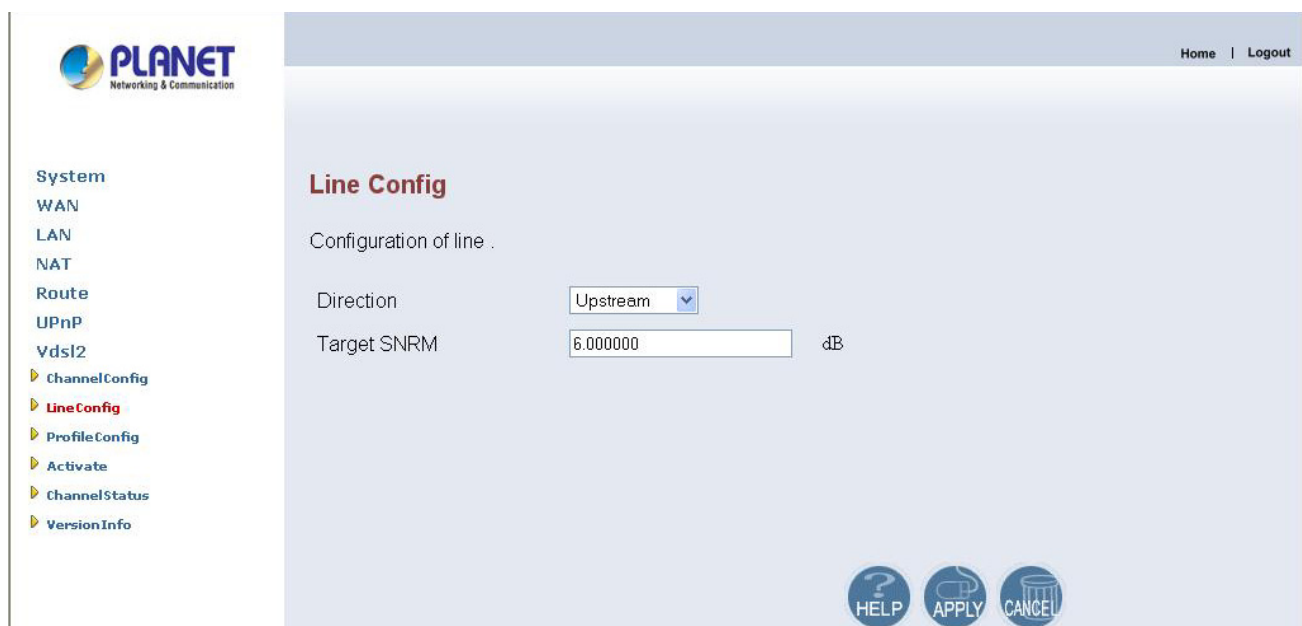 PLANET
Networking & Communication
Home | Logout
System
WAN
LAN
NAT
Route
UPnP
Vdsl2
ChannelConfig
LineConfig
ProfileConfig
Activate
ChannelStatus
VersionInfo
Line Config
Configuration of line .
Direction Upstream
Target SNRM 6.000000 dB
HELP APPLY CANCEL